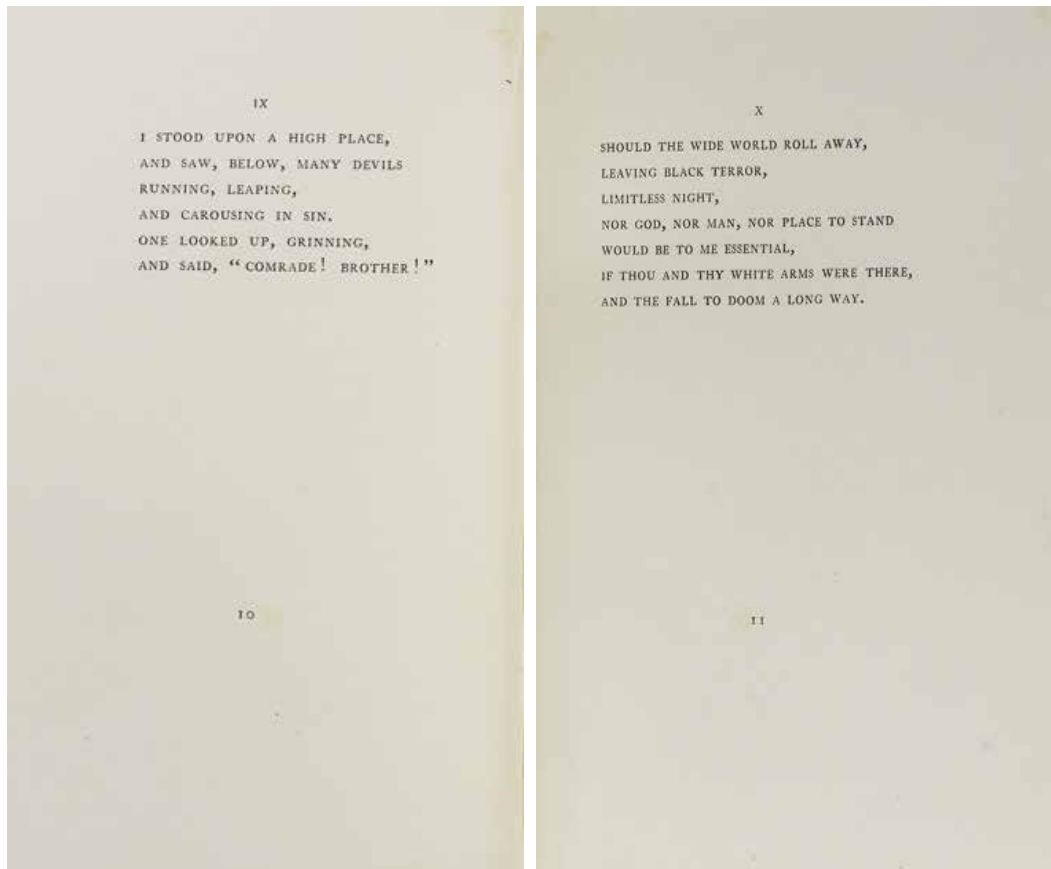 IX
I STOOD UPON A HIGH PLACE,
AND SAW, BELOW, MANY DEVILS
RUNNING, LEAPING,
AND CAROUSING IN SIN.
ONE LOOKED UP, GRINNING,
AND SAID, “COMRADE! BROTHER!”
10
X
SHOULD THE WIDE WORLD ROLL AWAY,
LEAVING BLACK TERROR,
LIMITLESS NIGHT,
NOR GOD, NOR MAN, NOR PLACE TO STAND
WOULD BE TO ME ESSENTIAL,
IF THOU AND THY WHITE ARMS WERE THERE,
AND THE FALL TO DOOM A LONG WAY.
11